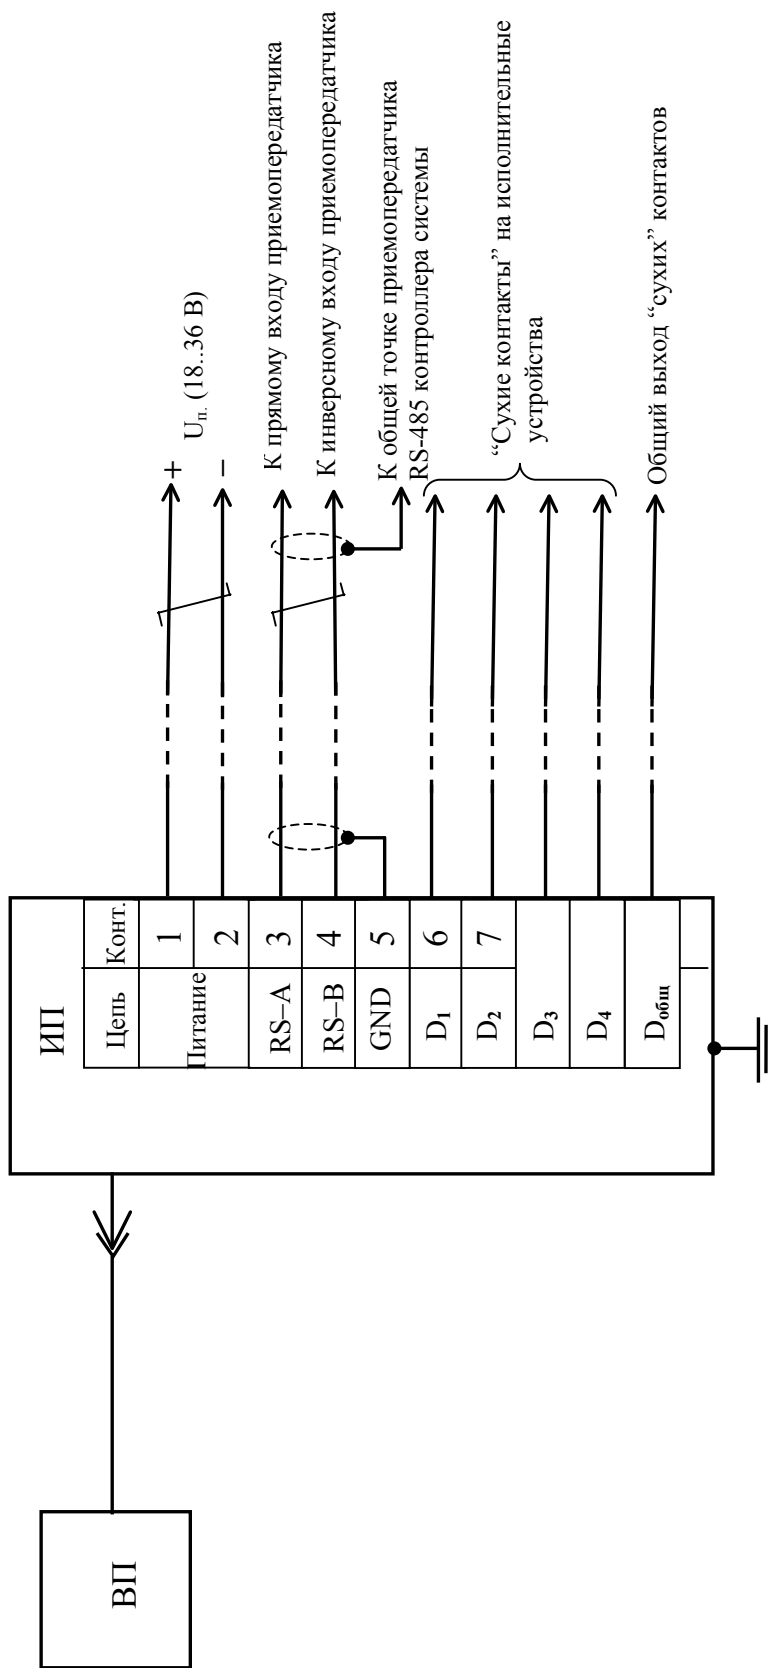 ВП
ИП
Цепь Конт.
Питание 1
2
RS–A 3
RS–B 4
GND 5
D₁ 6
D₂ 7
D₃
D₄
Dобщ
+
Uп. (18..36 В)
–
К прямому входу приемопередатчика
К инверсному входу приемопередатчика
К общей точке приемопередатчика
RS-485 контроллера системы
“Сухие контакты” на исполнительные
устройства
Общий выход “сухих” контактов